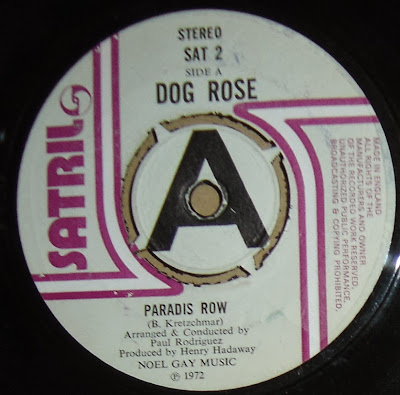 STEREO
SAT 2
SIDE A
DOG ROSE
SATRIL
A
MADE IN ENGLAND
ALL RIGHTS OF THE
MANUFACTURERS AND OWNER
OF THE RECORDED WORK RESERVED.
UNAUTHORIZED PUBLIC PERFORMANCE,
BROADCASTING & COPYING PROHIBITED.
PARADIS ROW
(B. Kretzchmar)
Arranged & Conducted by
Paul Rodriguez
Produced by Henry Hadaway
NOEL GAY MUSIC
℗ 1972